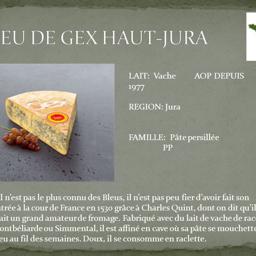 EU DE GEX HAUT-JURA
LAIT: Vache AOP DEPUIS
1977
REGION: Jura
FAMILLE: Pâte persillée
PP
l n'est pas le plus connu des Bleus, il n'est pas peu fier d'avoir fait son
trée à la cour de France en 1530 grâce à Charles Quint, dont on dit qu'il
ait un grand amateur de fromage. Fabriqué avec du lait de vache de race
ontbéliarde ou Simmental, il est affiné en cave où sa pâte se mouchette
eu au fil des semaines. Doux, il se consomme en raclette.